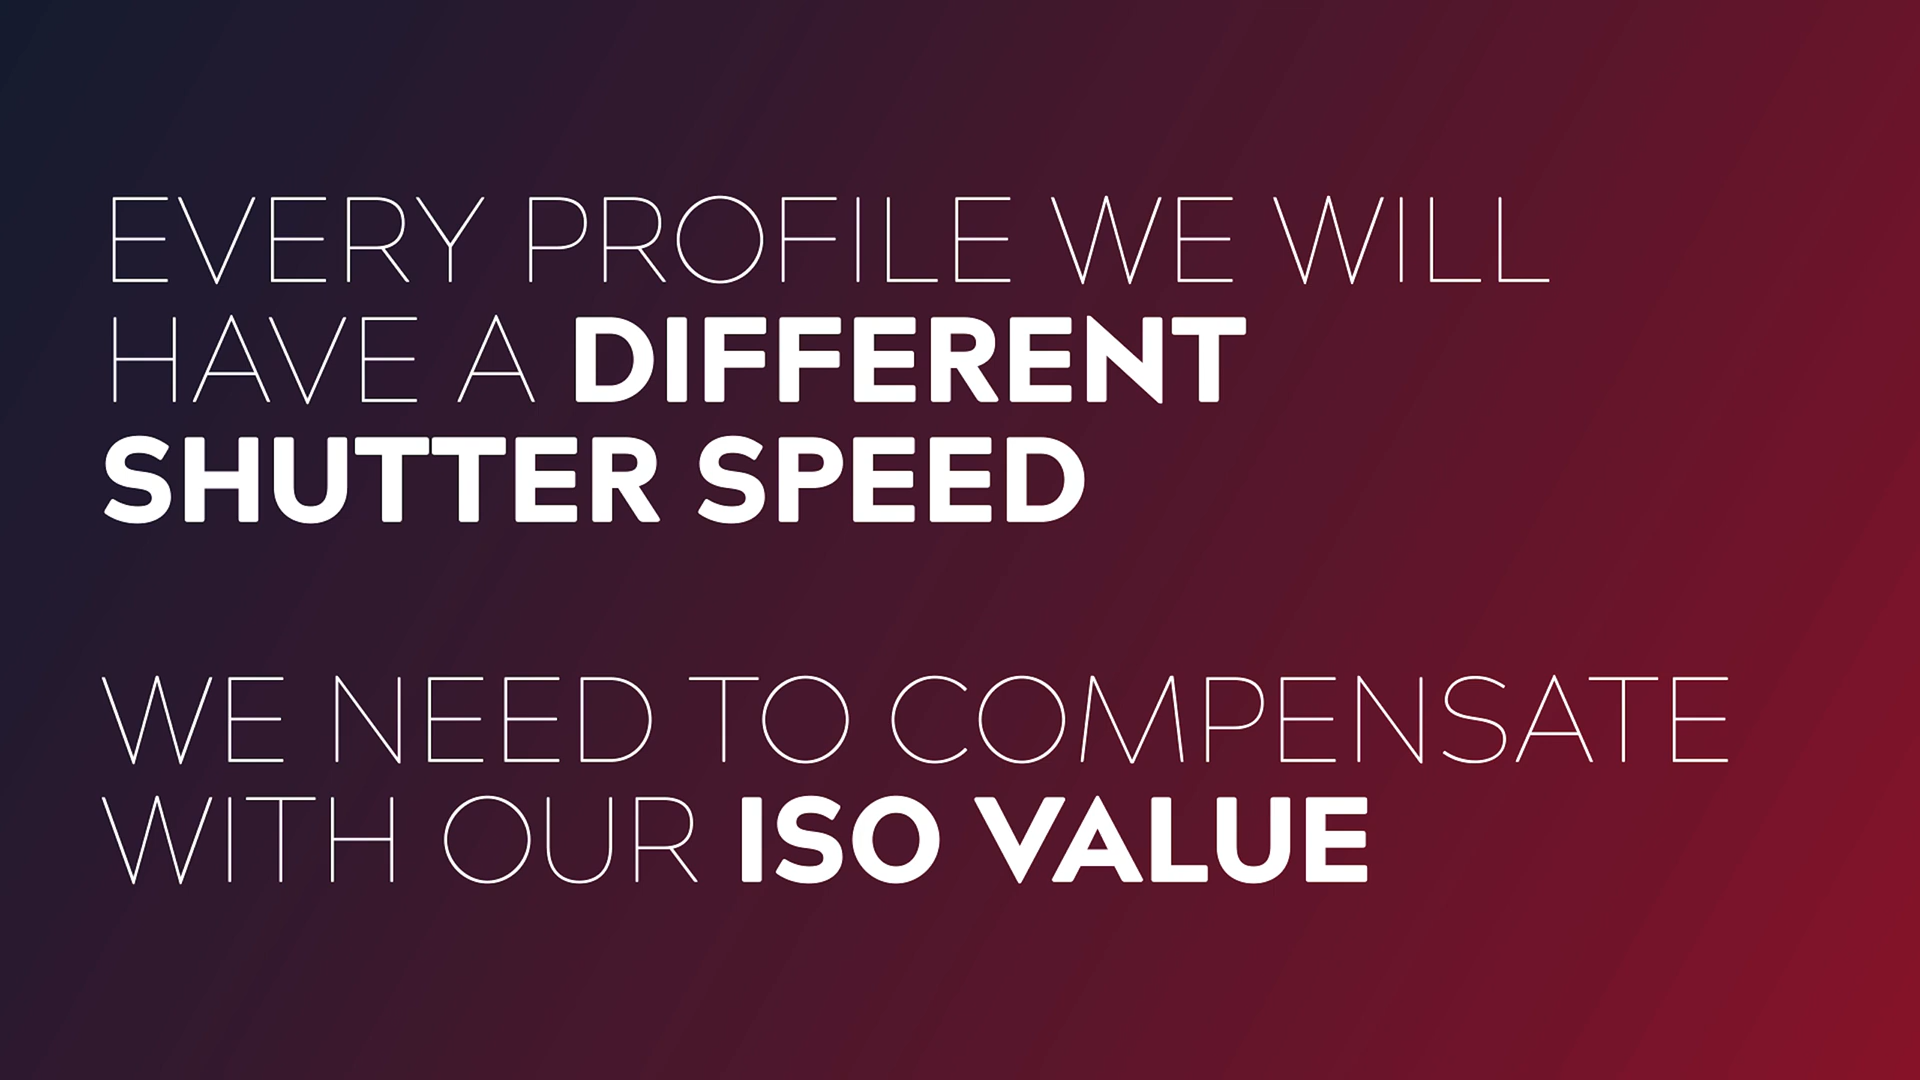 EVERY PROFILE WE WILL
HAVE A DIFFERENT
SHUTTER SPEED
WE NEED TO COMPENSATE
WITH OUR ISO VALUE